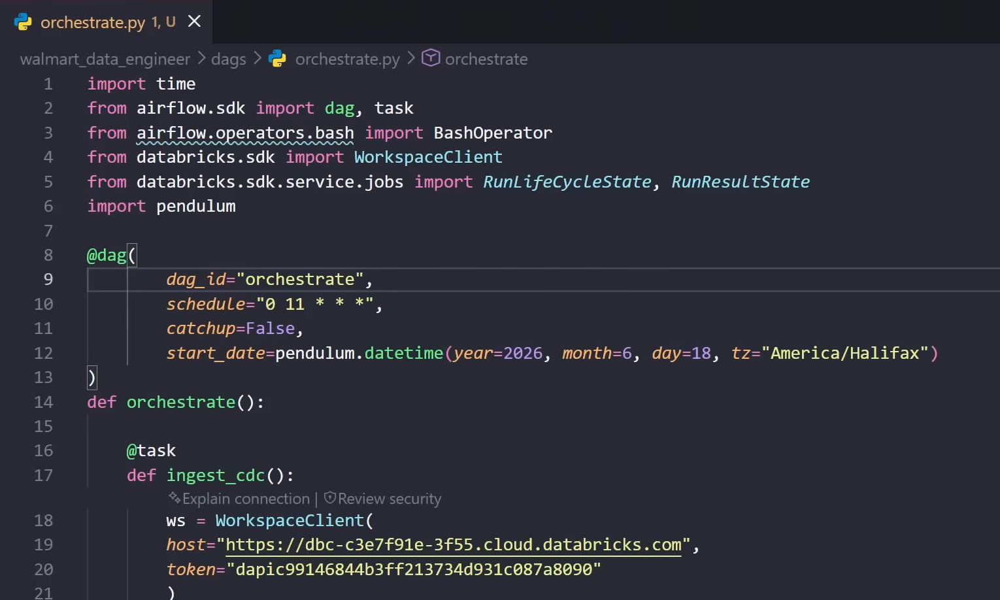 orchestrate.py 1, U
walmart_data_engineer > dags > orchestrate.py > orchestrate
1 import time
2 from airflow.sdk import dag, task
3 from airflow.operators.bash import BashOperator
4 from databricks.sdk import WorkspaceClient
5 from databricks.sdk.service.jobs import RunLifeCycleState, RunResultState
6 import pendulum
7
8 @dag(
9 dag_id="orchestrate",
10 schedule="0 11 * * *",
11 catchup=False,
12 start_date=pendulum.datetime(year=2026, month=6, day=18, tz="America/Halifax")
13 )
14 def orchestrate():
15
16 @task
17 def ingest_cdc():
Explain connection | Review security
18 ws = WorkspaceClient(
19 host="https://dbc-c3e7f91e-3f55.cloud.databricks.com",
20 token="dapic99146844b3ff213734d931c087a8090"
21 )